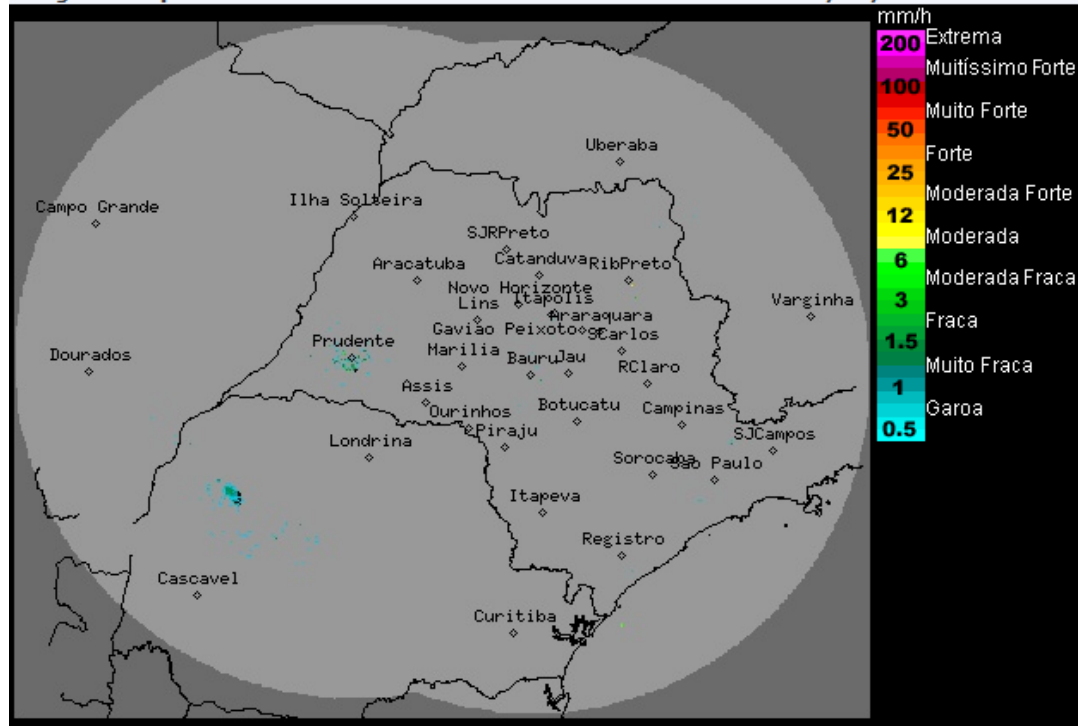 mm/h
200 Extrema
Muitíssimo Forte
100
Muito Forte
50
Forte
25
Moderada Forte
12
Moderada
6
Moderada Fraca
3
Fraca
1.5
Muito Fraca
1
Garoa
0.5
Uberaba
Ilha Solteira
Campo Grande
SJRPreto
Catanduva
Aracatuba
RibPreto
Novo Horizonte
Lins
Itapolis
Varginha
Araraquara
Gavião Peixoto
SCarlos
Prudente
Dourados
Marilia
Bauru
Jau
RClaro
Assis
Botucatu
Campinas
Ourinhos
Piraju
Londrina
SJCampos
Sorocaba
Sao Paulo
Itapeva
Registro
Cascavel
Curitiba